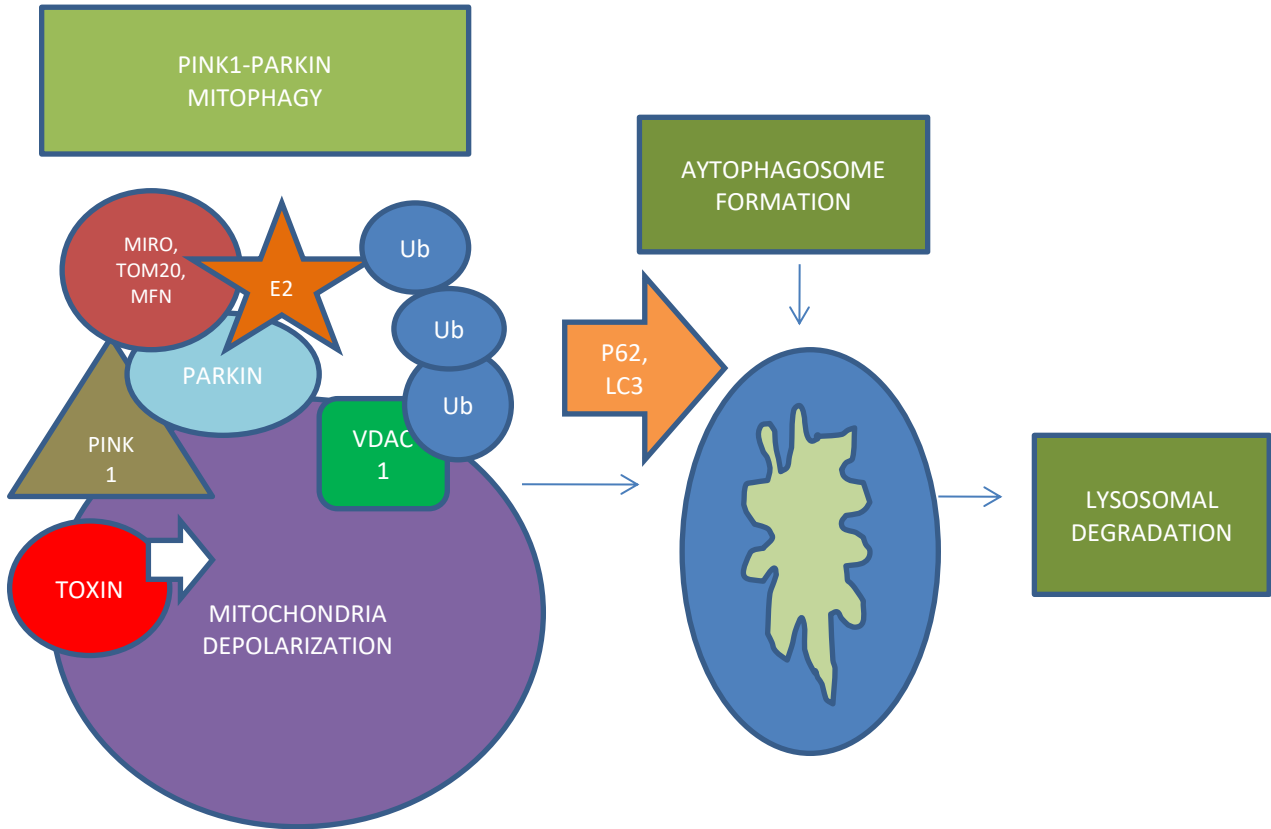 PINK1-PARKIN
MITOPHAGY
AYTOPHAGOSOME
FORMATION
MIRO,
TOM20,
MFN
E2
Ub
Ub
Ub
PARKIN
P62,
LC3
PINK
1
VDAC
1
LYSOSOMAL
DEGRADATION
TOXIN
MITOCHONDRIA
DEPOLARIZATION